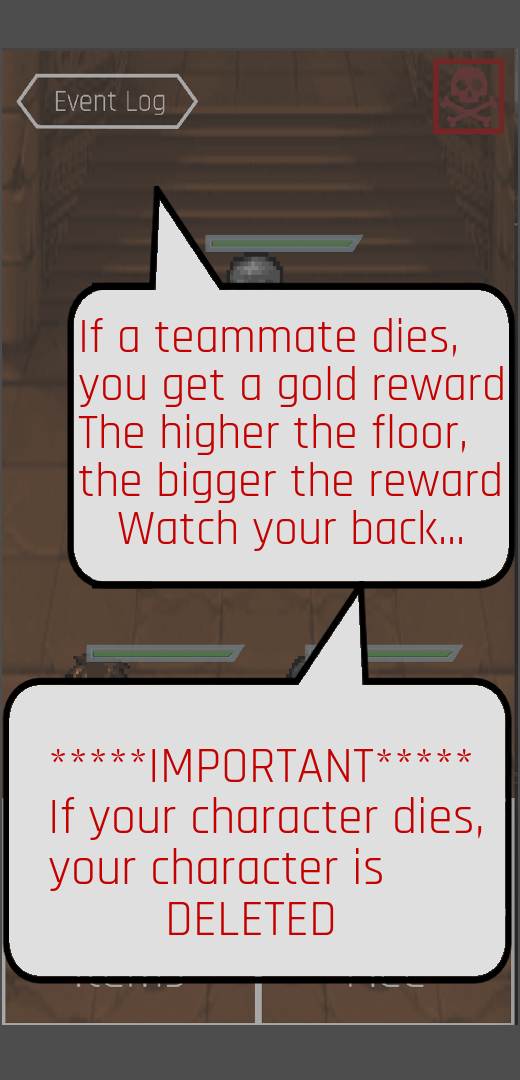 Event Log
If a teammate dies,
you get a gold reward
The higher the floor,
the bigger the reward
Watch your back...
*****IMPORTANT*****
If your character dies,
your character is
DELETED